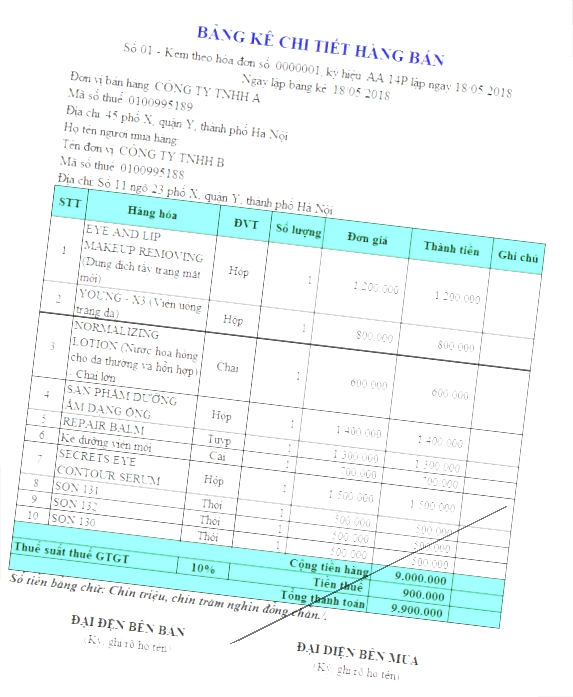 BẢNG KÊ CHI TIẾT HÀNG BÁN
Số 01 - Kèm theo hóa đơn số 0000001, ký hiệu AA 14P lập ngày 18 05 2018
Ngày lập bảng kê 18 05 2018
Đơn vị bán hàng CÔNG TY TNHH A
Mã số thuế 0100995189
Địa chỉ 45 phố X, quận Y, thành phố Hà Nội
Họ tên người mua hàng:
Tên đơn vị CÔNG TY TNHH B
Mã số thuế 0100995188
Địa chỉ: Số 11 ngõ 23 phố X, quận Y, thành phố Hà Nội
STT Hàng hóa ĐVT Số lượng Đơn giá Thành tiền Ghi chú
1 EYE AND LIP MAKEUP REMOVING (Dung dịch tẩy trang mắt môi) Hộp 1 1.200.000 1.200.000
2 YOUNG - X3 (Viên uống trắng da) Hộp 1 800.000 800.000
3 NORMALIZING LOTION (Nước hoa hồng cho da thường và hỗn hợp) - Chai lớn Chai 1 600.000 600.000
4 SẢN PHẨM DƯỠNG ẨM DẠNG ỐNG Hộp 1 1.400.000 1.400.000
5 REPAIR BALM Tuýp 1 1.300.000 1.300.000
6 Kẻ dưỡng viền môi Cái 1 700.000 700.000
7 SECRETS EYE CONTOUR SERUM Hộp 1 1.500.000 1.500.000
8 SON 131 Thỏi 1 500.000 500.000
9 SON 132 Thỏi 1 500.000 500.000
10 SON 130 Thỏi 1 500.000 500.000
Cộng tiền hàng 9.000.000
Thuế suất thuế GTGT 10% Tiền thuế 900.000
Tổng thanh toán 9.900.000
Số tiền bằng chữ: Chín triệu, chín trăm nghìn đồng chẵn./.
ĐẠI DIỆN BÊN BÁN
(Ký, ghi rõ họ tên)
ĐẠI DIỆN BÊN MUA
(Ký, ghi rõ họ tên)